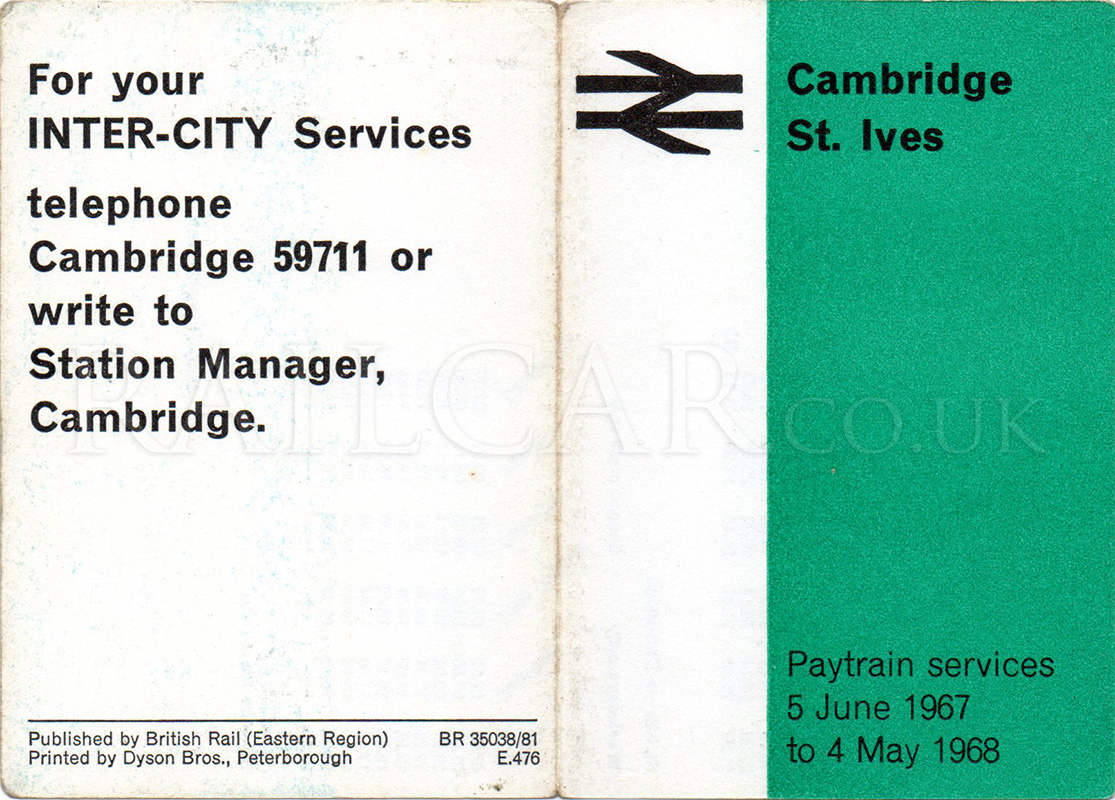 For your
INTER-CITY Services
telephone
Cambridge 59711 or
write to
Station Manager,
Cambridge.
Published by British Rail (Eastern Region) BR 35038/81
Printed by Dyson Bros., Peterborough E.476
Cambridge
St. Ives
Paytrain services
5 June 1967
to 4 May 1968
RAILCAR.CO.UK